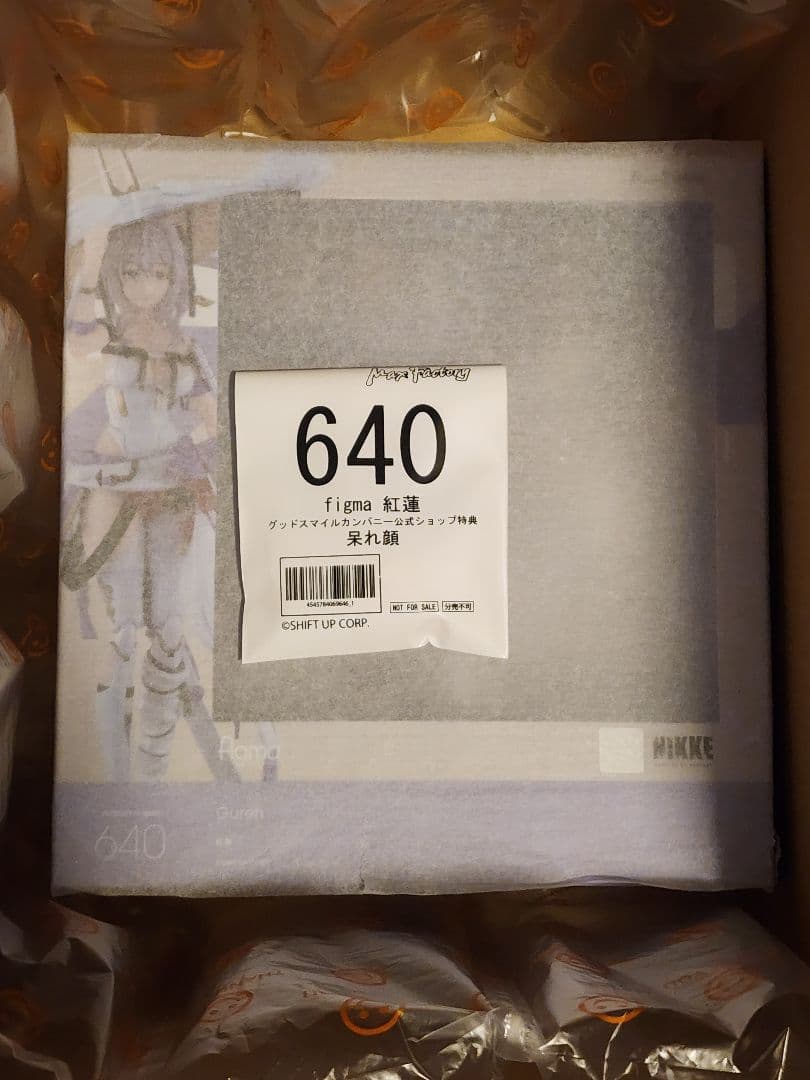 Max Factory
640
figma 紅蓮
グッドスマイルカンパニー公式ショップ特典
呆れ顔
4545784069646_1
NOT FOR SALE 分売不可
©SHIFT UP CORP.
figma
NIKKE
Guren
640